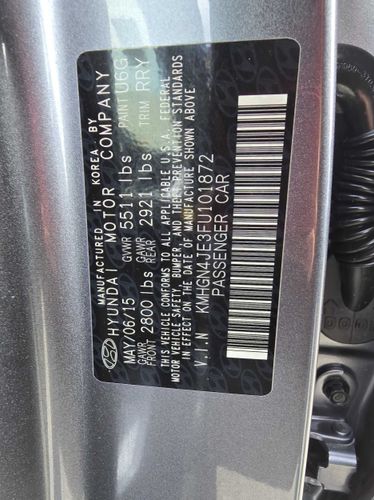 MANUFACTURED IN KOREA, BY
HYUNDAI MOTOR COMPANY
MAY/06/15 GVWR 5511 lbs PAINT U6G
GAWR FRONT 2800 lbs GAWR REAR 2921 lbs TRIM RRY
THIS VEHICLE CONFORMS TO ALL APPLICABLE U.S.A. FEDERAL
MOTOR VEHICLE SAFETY, BUMPER, AND THEFT PREVENTION STANDARDS
IN EFFECT ON THE DATE OF MANUFACTURE SHOWN ABOVE.
V.I.N KMHGN4JF3FU101872
PASSENGER CAR